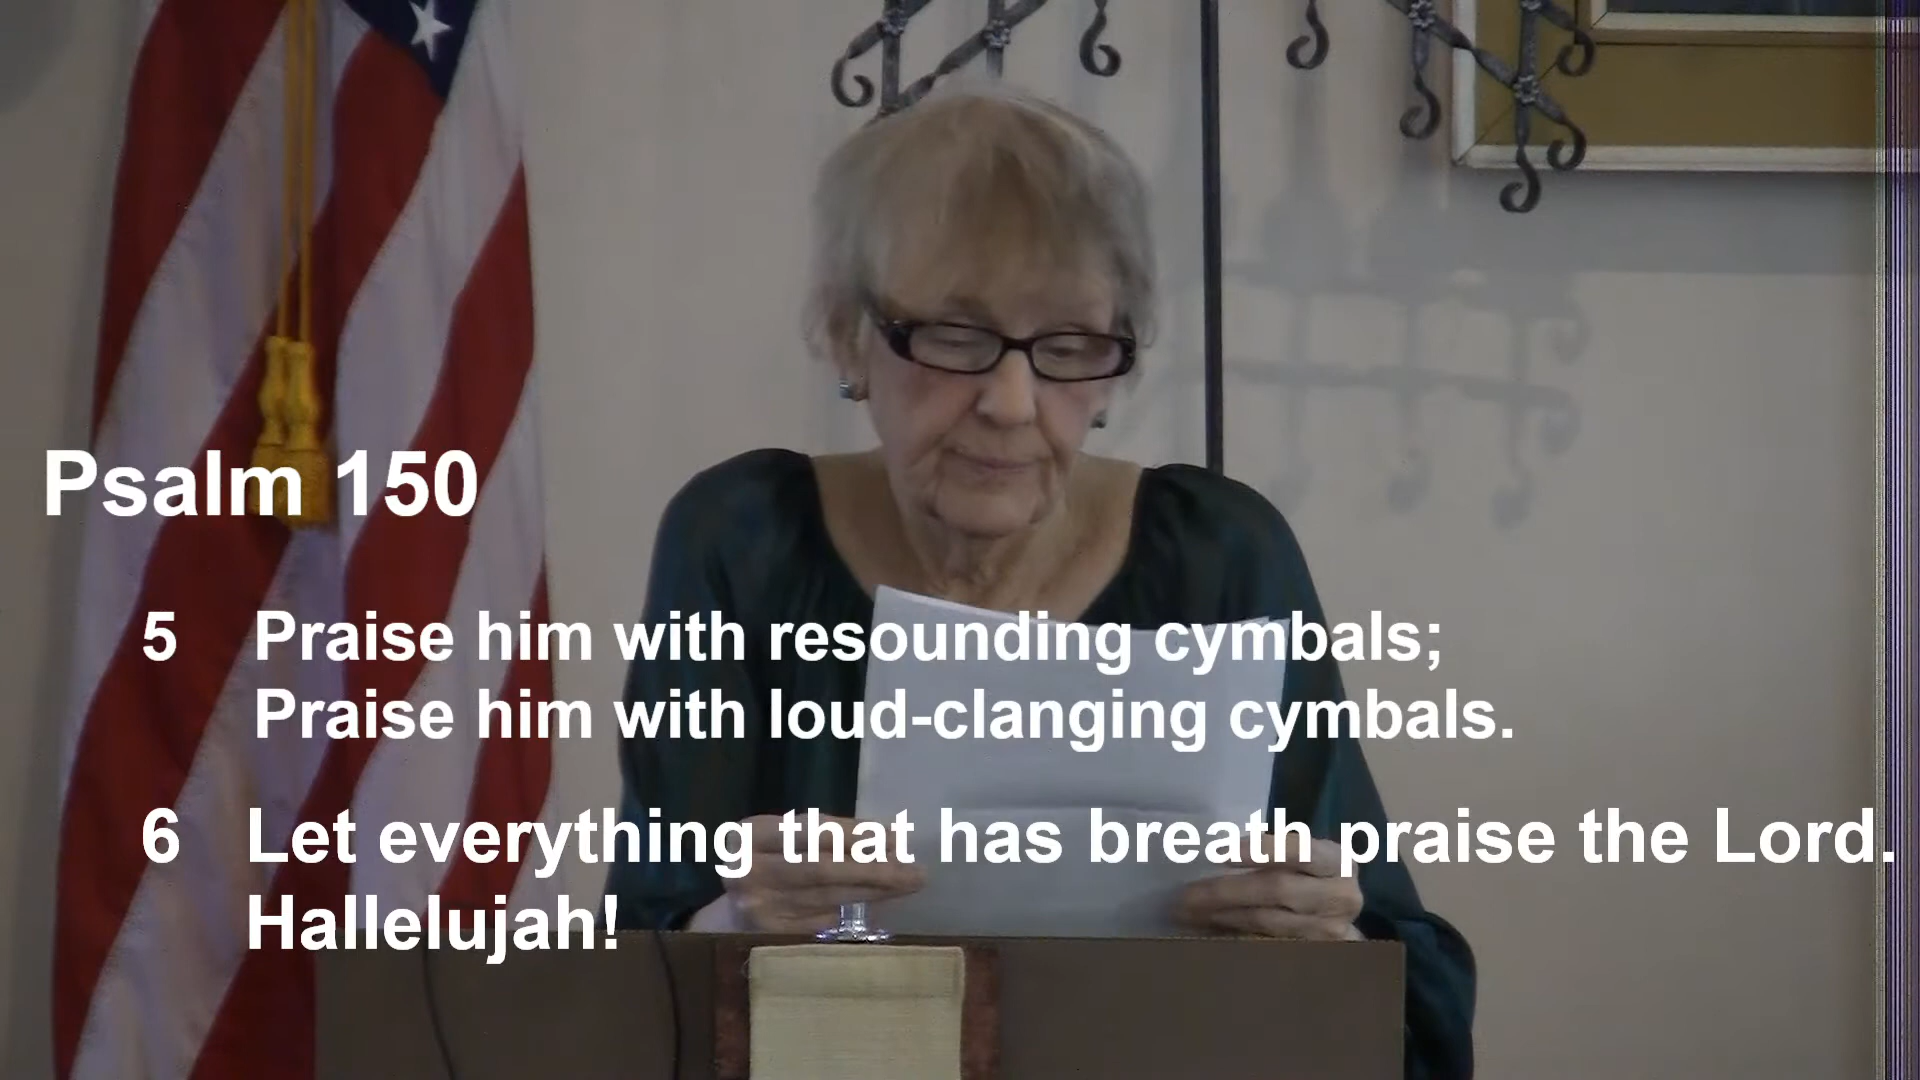 Psalm 150
5 Praise him with resounding cymbals;
Praise him with loud-clanging cymbals.
6 Let everything that has breath praise the Lord.
Hallelujah!